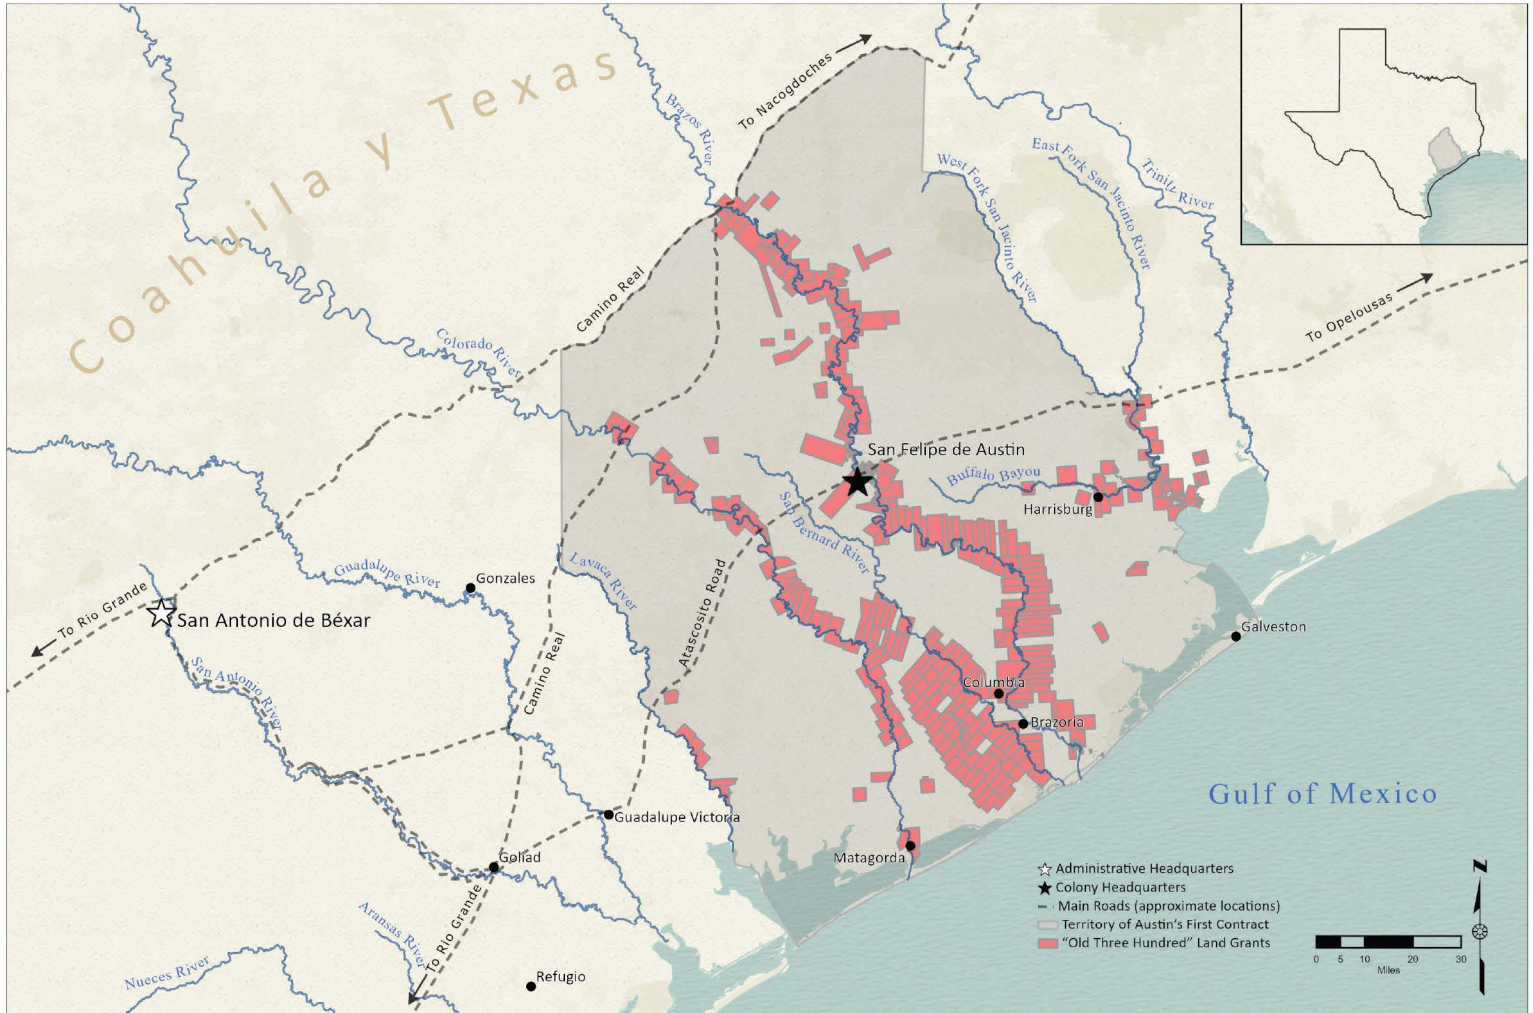 Coahuila y Texas
To Nacogdoches
Brazos River
West Fork San Jacinto River
East Fork San Jacinto River
Trinity River
Camino Real
To Opelousas
Colorado River
San Felipe de Austin
Buffalo Bayou
Harrisburg
San Bernard River
Guadalupe River
Gonzales
Lavaca River
To Rio Grande
San Antonio de Béxar
Atascosito Road
Galveston
Camino Real
San Antonio River
Columbia
Brazoria
Gulf of Mexico
Guadalupe Victoria
Goliad
Matagorda
To Rio Grande
Aransas River
Nueces River
Refugio
Administrative Headquarters
Colony Headquarters
Main Roads (approximate locations)
Territory of Austin's First Contract
"Old Three Hundred" Land Grants
N
0 5 10 20 30
Miles